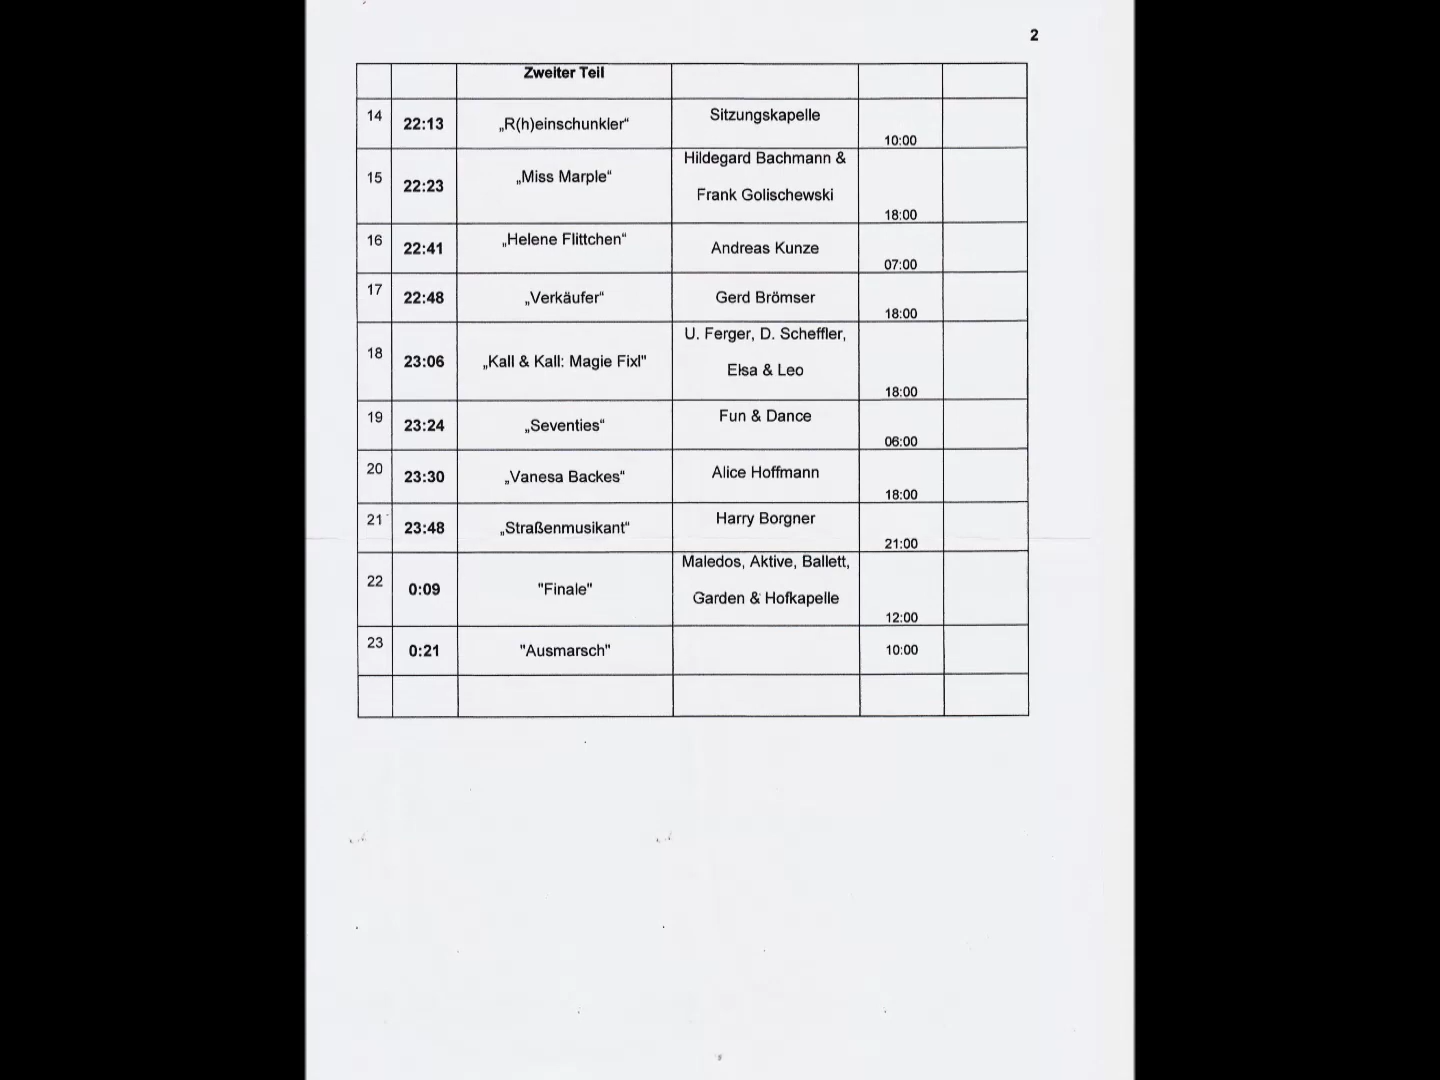 2
Zweiter Teil
14 22:13 „R(h)einschunkler“ Sitzungskapelle 10:00
15 22:23 „Miss Marple“ Hildegard Bachmann &
Frank Golischewski 18:00
16 22:41 „Helene Flittchen“ Andreas Kunze 07:00
17 22:48 „Verkäufer“ Gerd Brömser 18:00
18 23:06 „Kall & Kall: Magie Fixl" U. Ferger, D. Scheffler,
Elsa & Leo 18:00
19 23:24 „Seventies“ Fun & Dance 06:00
20 23:30 „Vanesa Backes“ Alice Hoffmann 18:00
21 23:48 „Straßenmusikant“ Harry Borgner 21:00
22 0:09 "Finale" Maledos, Aktive, Ballett,
Garden & Hofkapelle 12:00
23 0:21 "Ausmarsch" 10:00